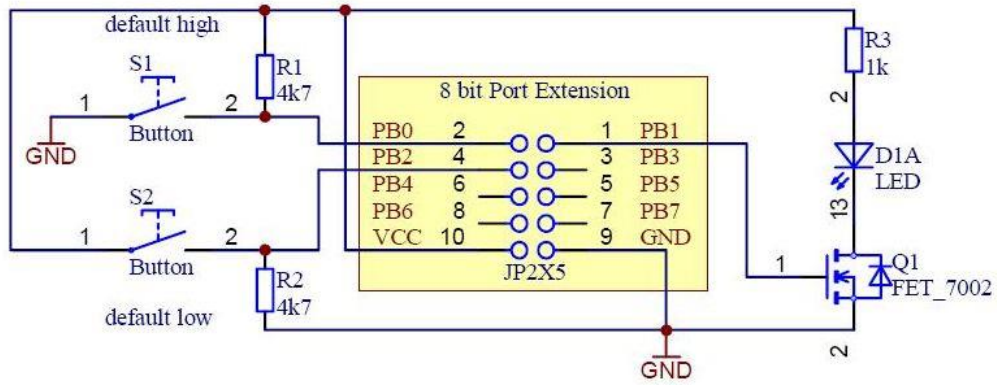 default high
S1
1
2
Button
GND
R1
4k7
R3
1k
2
8 bit Port Extension
PB0 2 1 PB1
PB2 4 3 PB3
PB4 6 5 PB5
PB6 8 7 PB7
VCC 10 9 GND
JP2X5
D1A
LED
13
S2
1
2
Button
R2
4k7
default low
1
Q1
FET_7002
2
GND